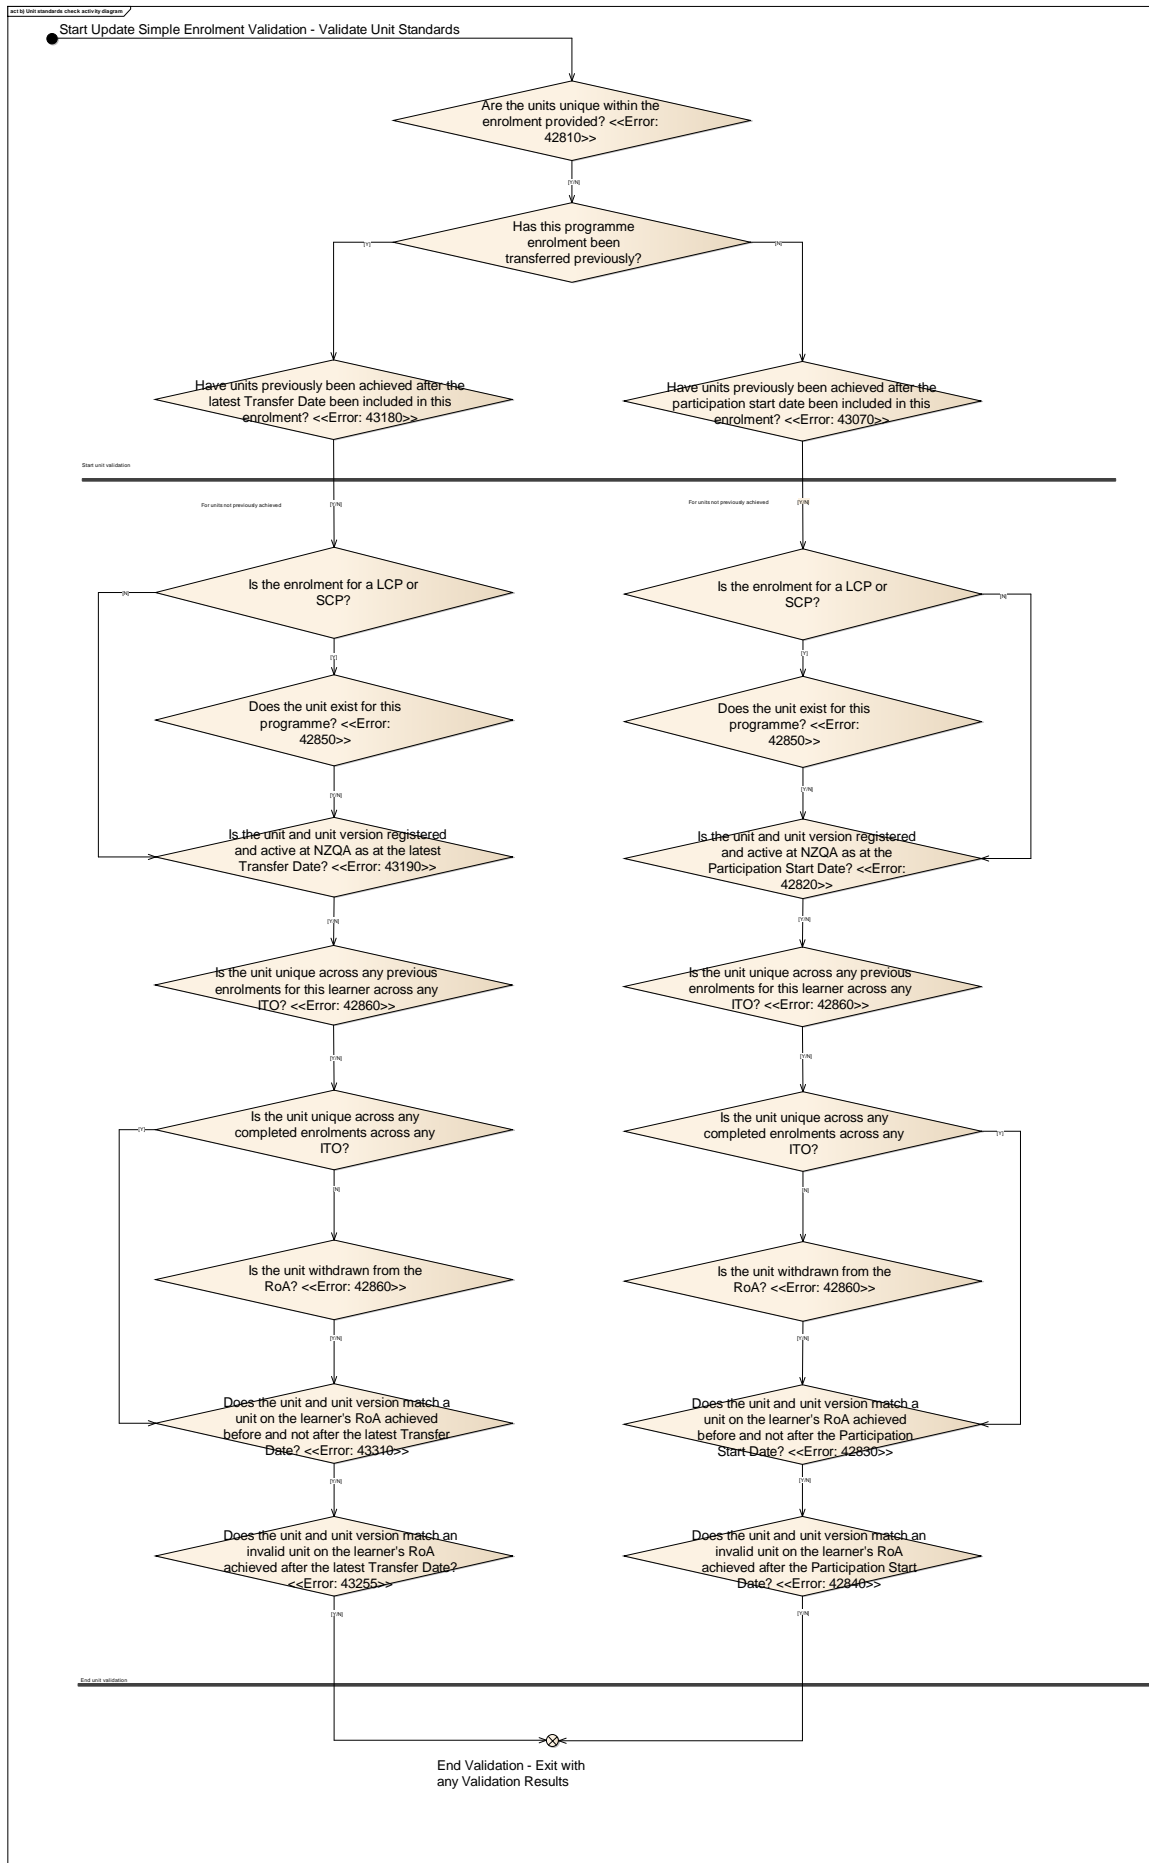 act b) Unit standards check activity diagram
Start Update Simple Enrolment Validation - Validate Unit Standards
Are the units unique within the
enrolment provided? <<Error:
42810>>
[Y/N]
Has this programme
enrolment been
transferred previously?
[Y]
[N]
Have units previously been achieved after the
latest Transfer Date been included in this
enrolment? <<Error: 43180>>
Have units previously been achieved after the
participation start date been included in this
enrolment? <<Error: 43070>>
Start unit validation
For units not previously achieved
[Y/N]
For units not previously achieved
[Y/N]
Is the enrolment for a LCP or
SCP?
[N]
[Y]
Is the enrolment for a LCP or
SCP?
[N]
[Y]
Does the unit exist for this
programme? <<Error:
42850>>
[Y/N]
Does the unit exist for this
programme? <<Error:
42850>>
[Y/N]
Is the unit and unit version registered
and active at NZQA as at the latest
Transfer Date? <<Error: 43190>>
[Y/N]
Is the unit and unit version registered
and active at NZQA as at the
Participation Start Date? <<Error:
42820>>
[Y/N]
Is the unit unique across any previous
enrolments for this learner across any
ITO? <<Error: 42860>>
[Y/N]
Is the unit unique across any previous
enrolments for this learner across any
ITO? <<Error: 42860>>
[Y/N]
Is the unit unique across any
completed enrolments across any
ITO?
[Y]
[N]
Is the unit unique across any
completed enrolments across any
ITO?
[Y]
[N]
Is the unit withdrawn from the
RoA? <<Error: 42860>>
[Y/N]
Is the unit withdrawn from the
RoA? <<Error: 42860>>
[Y/N]
Does the unit and unit version match a
unit on the learner's RoA achieved
before and not after the latest Transfer
Date? <<Error: 43310>>
[Y/N]
Does the unit and unit version match a
unit on the learner's RoA achieved
before and not after the Participation
Start Date? <<Error: 42830>>
[Y/N]
Does the unit and unit version match an
invalid unit on the learner's RoA
achieved after the latest Transfer Date?
<<Error: 43255>>
[Y/N]
Does the unit and unit version match an
invalid unit on the learner's RoA
achieved after the Participation Start
Date? <<Error: 42840>>
[Y/N]
End unit validation
End Validation - Exit with
any Validation Results